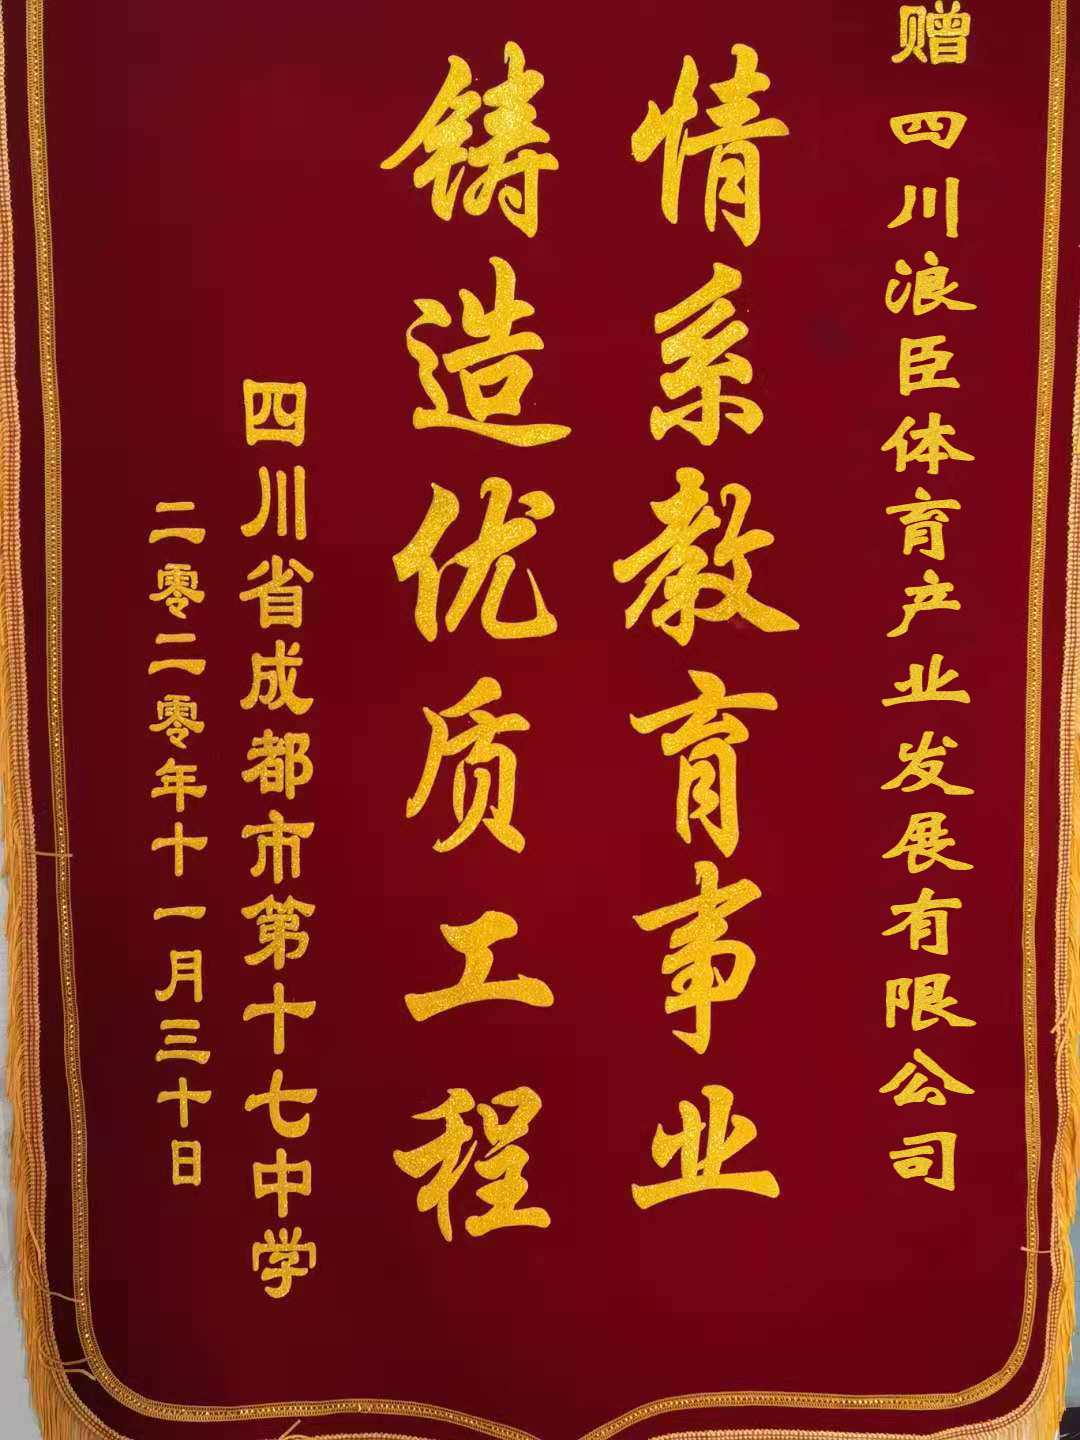 赠四川浪臣体育产业发展有限公司
情系教育事业
铸造优质工程
四川省成都市第十七中学
二零二零年十一月三十日